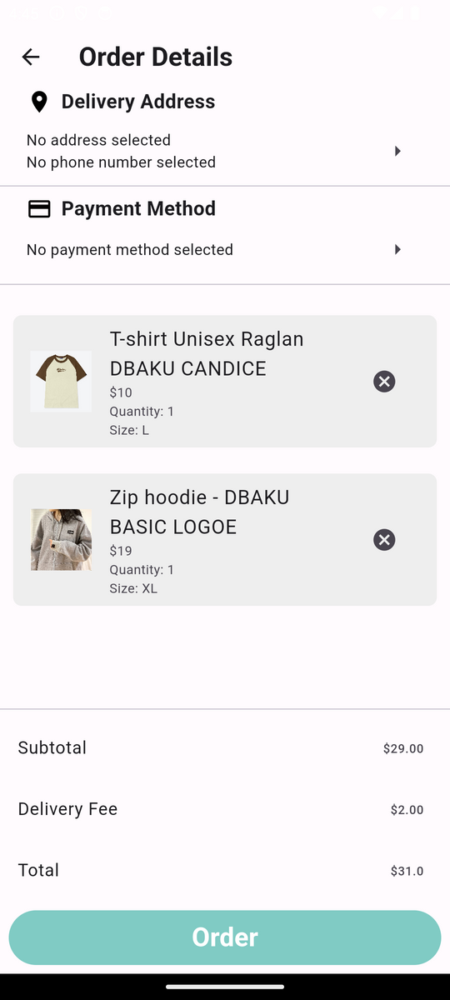 Order Details
Delivery Address
No address selected
No phone number selected
Payment Method
No payment method selected
T-shirt Unisex Raglan
DBAKU CANDICE
$10
Quantity: 1
Size: L
Zip hoodie - DBAKU
BASIC LOGOE
$19
Quantity: 1
Size: XL
Subtotal
$29.00
Delivery Fee
$2.00
Total
$31.0
Order